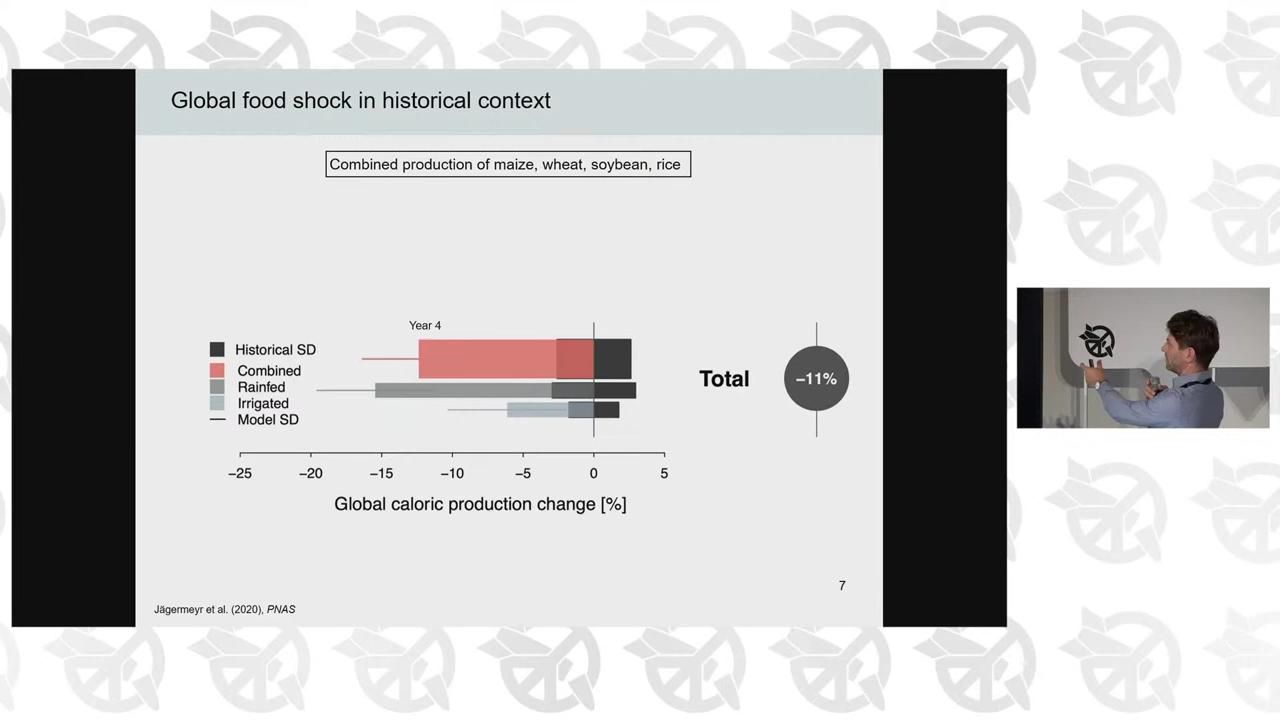 Global food shock in historical context
Combined production of maize, wheat, soybean, rice
Year 4
Historical SD
Combined
Rainfed
Irrigated
Model SD
Total
−11%
−25 −20 −15 −10 −5 0 5
Global caloric production change [%]
7
Jägermeyr et al. (2020), PNAS